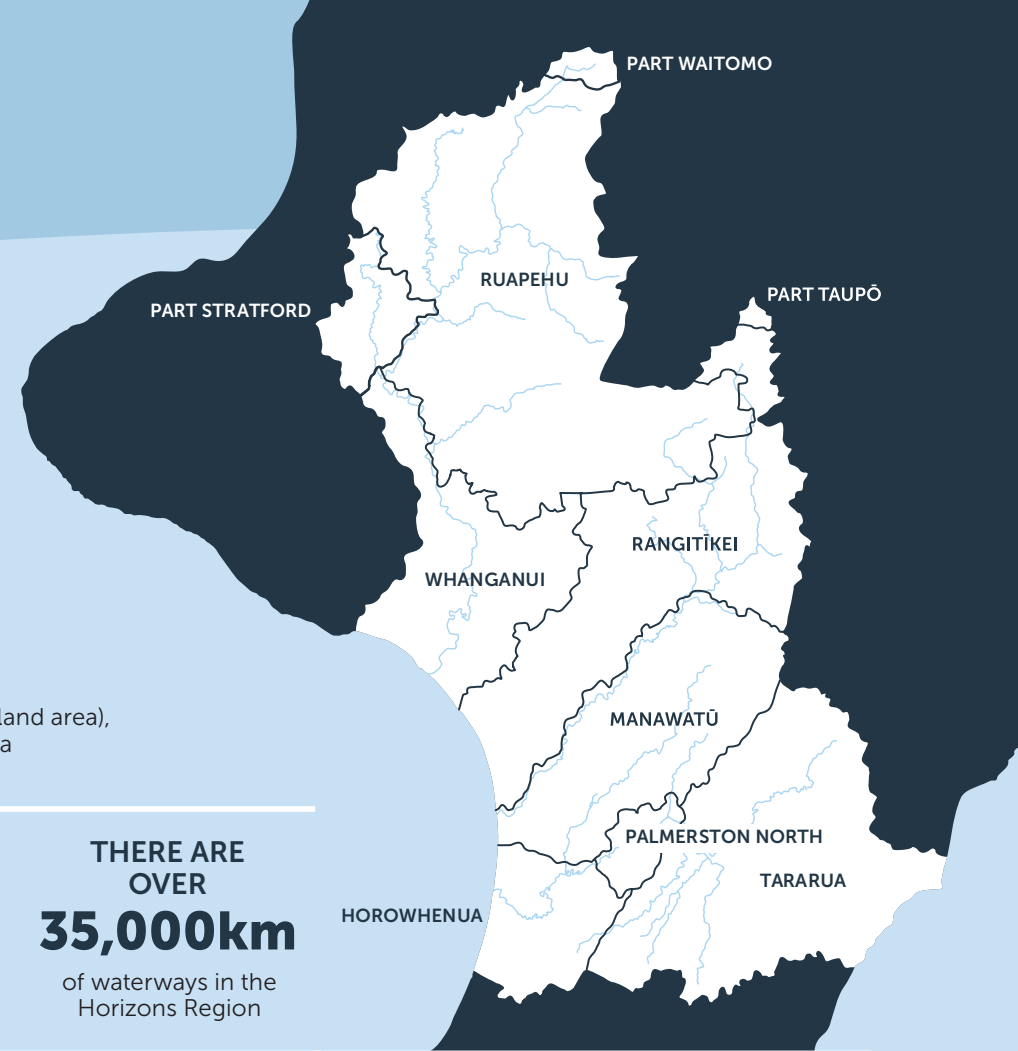 PART WAITOMO
RUAPEHU
PART TAUPŌ
PART STRATFORD
RANGITĪKEI
WHANGANUI
land area),
a
MANAWATŪ
PALMERSTON NORTH
TARARUA
HOROWHENUA
THERE ARE
OVER
35,000km
of waterways in the
Horizons Region